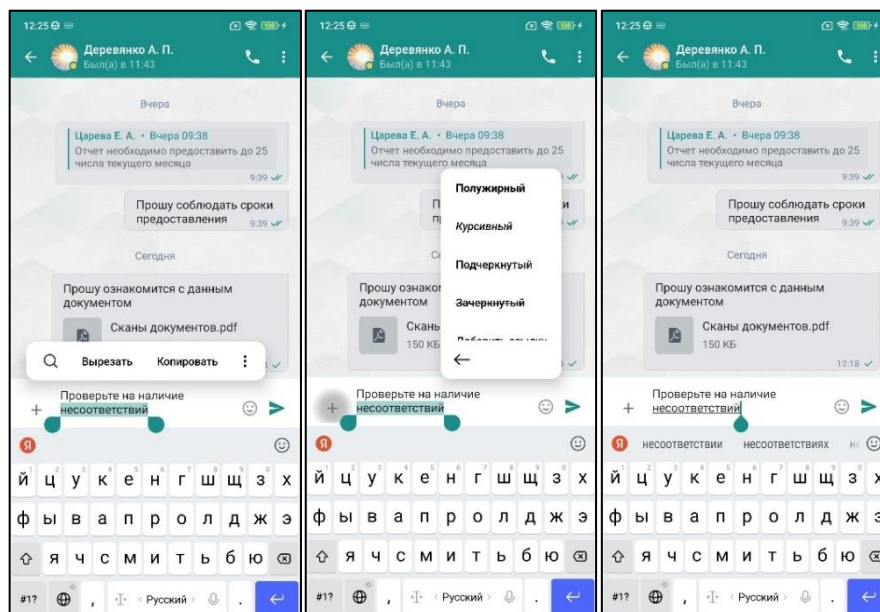 12:25
100
Деревянко А. П.
Был(а) в 11:43
Вчера
Царева Е. А. • Вчера 09:38
Отчет необходимо предоставить до 25
числа текущего месяца
9:39
Прошу соблюдать сроки
предоставления
9:39
Сегодня
Прошу ознакомится с данным
документом
Сканы документов.pdf
Вырезать Копировать
Проверьте на наличие
несоответствий
Я
й ц у к е н г ш щ з х
ф ы в а п р о л д ж э
я ч с м и т ь б ю
#1? , Русский .
12:25
100
Деревянко А. П.
Был(а) в 11:43
Вчера
Царева Е. А. • Вчера 09:38
Отчет необходимо предоставить до 25
числа текущего месяца
Полужирный
Курсивный
Подчеркнутый
Зачеркнутый
Прошу ознаком
документом
Сканы
150 КБ
Проверьте на наличие
несоответствий
Я
й ц у к е н г ш щ з х
ф ы в а п р о л д ж э
я ч с м и т ь б ю
#1? , Русский .
12:25
100
Деревянко А. П.
Был(а) в 11:43
Вчера
Царева Е. А. • Вчера 09:38
Отчет необходимо предоставить до 25
числа текущего месяца
9:39
Прошу соблюдать сроки
предоставления
9:39
Сегодня
Прошу ознакомится с данным
документом
Сканы документов.pdf
150 КБ
12:18
Проверьте на наличие
несоответствий
Я несоответствии несоответствиях
й ц у к е н г ш щ з х
ф ы в а п р о л д ж э
я ч с м и т ь б ю
#1? , Русский .